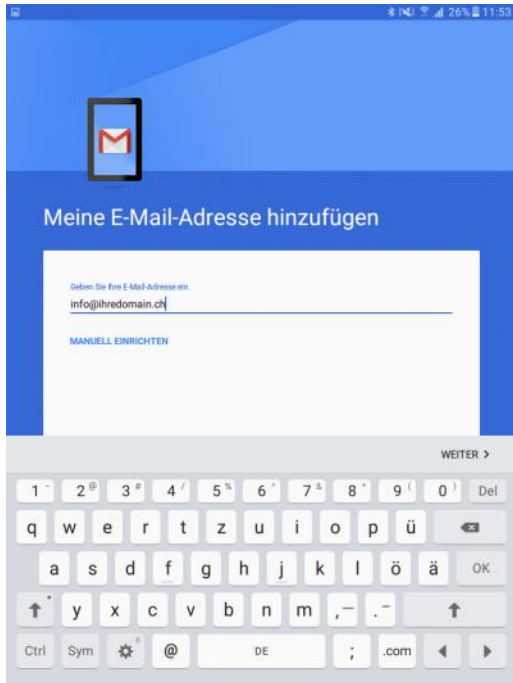 26% 11:53
Meine E-Mail-Adresse hinzufügen
Geben Sie Ihre E-Mail-Adresse ein.
info@ihredomain.ch
MANUELL EINRICHTEN
WEITER >
1 - 2 @ 3 # 4 / 5 % 6 ^ 7 & 8 * 9 ( 0 ) Del
q w e r t z u i o p ü
a s d f g h j k l ö ä OK
y x c v b n m , – . -
Ctrl Sym @ DE ; .com